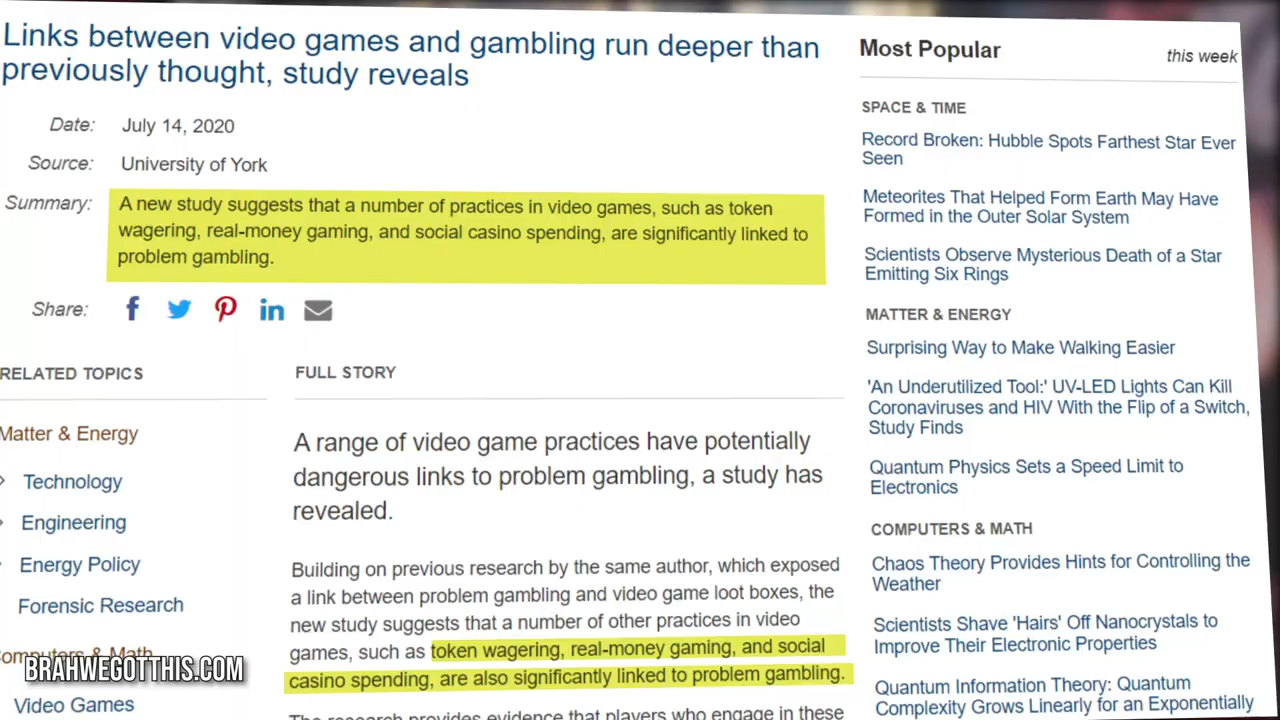 Links between video games and gambling run deeper than
previously thought, study reveals
Date: July 14, 2020
Source: University of York
Summary: A new study suggests that a number of practices in video games, such as token
wagering, real-money gaming, and social casino spending, are significantly linked to
problem gambling.
Share:
RELATED TOPICS
Matter & Energy
Technology
Engineering
Energy Policy
Forensic Research
Computers & Math
Video Games
BRAHWEGOTTHIS.COM
FULL STORY
A range of video game practices have potentially
dangerous links to problem gambling, a study has
revealed.
Building on previous research by the same author, which exposed
a link between problem gambling and video game loot boxes, the
new study suggests that a number of other practices in video
games, such as token wagering, real-money gaming, and social
casino spending, are also significantly linked to problem gambling.
The research provides evidence that players who engage in these
Most Popular
this week
SPACE & TIME
Record Broken: Hubble Spots Farthest Star Ever
Seen
Meteorites That Helped Form Earth May Have
Formed in the Outer Solar System
Scientists Observe Mysterious Death of a Star
Emitting Six Rings
MATTER & ENERGY
Surprising Way to Make Walking Easier
'An Underutilized Tool:' UV-LED Lights Can Kill
Coronaviruses and HIV With the Flip of a Switch,
Study Finds
Quantum Physics Sets a Speed Limit to
Electronics
COMPUTERS & MATH
Chaos Theory Provides Hints for Controlling the
Weather
Scientists Shave 'Hairs' Off Nanocrystals to
Improve Their Electronic Properties
Quantum Information Theory: Quantum
Complexity Grows Linearly for an Exponentially